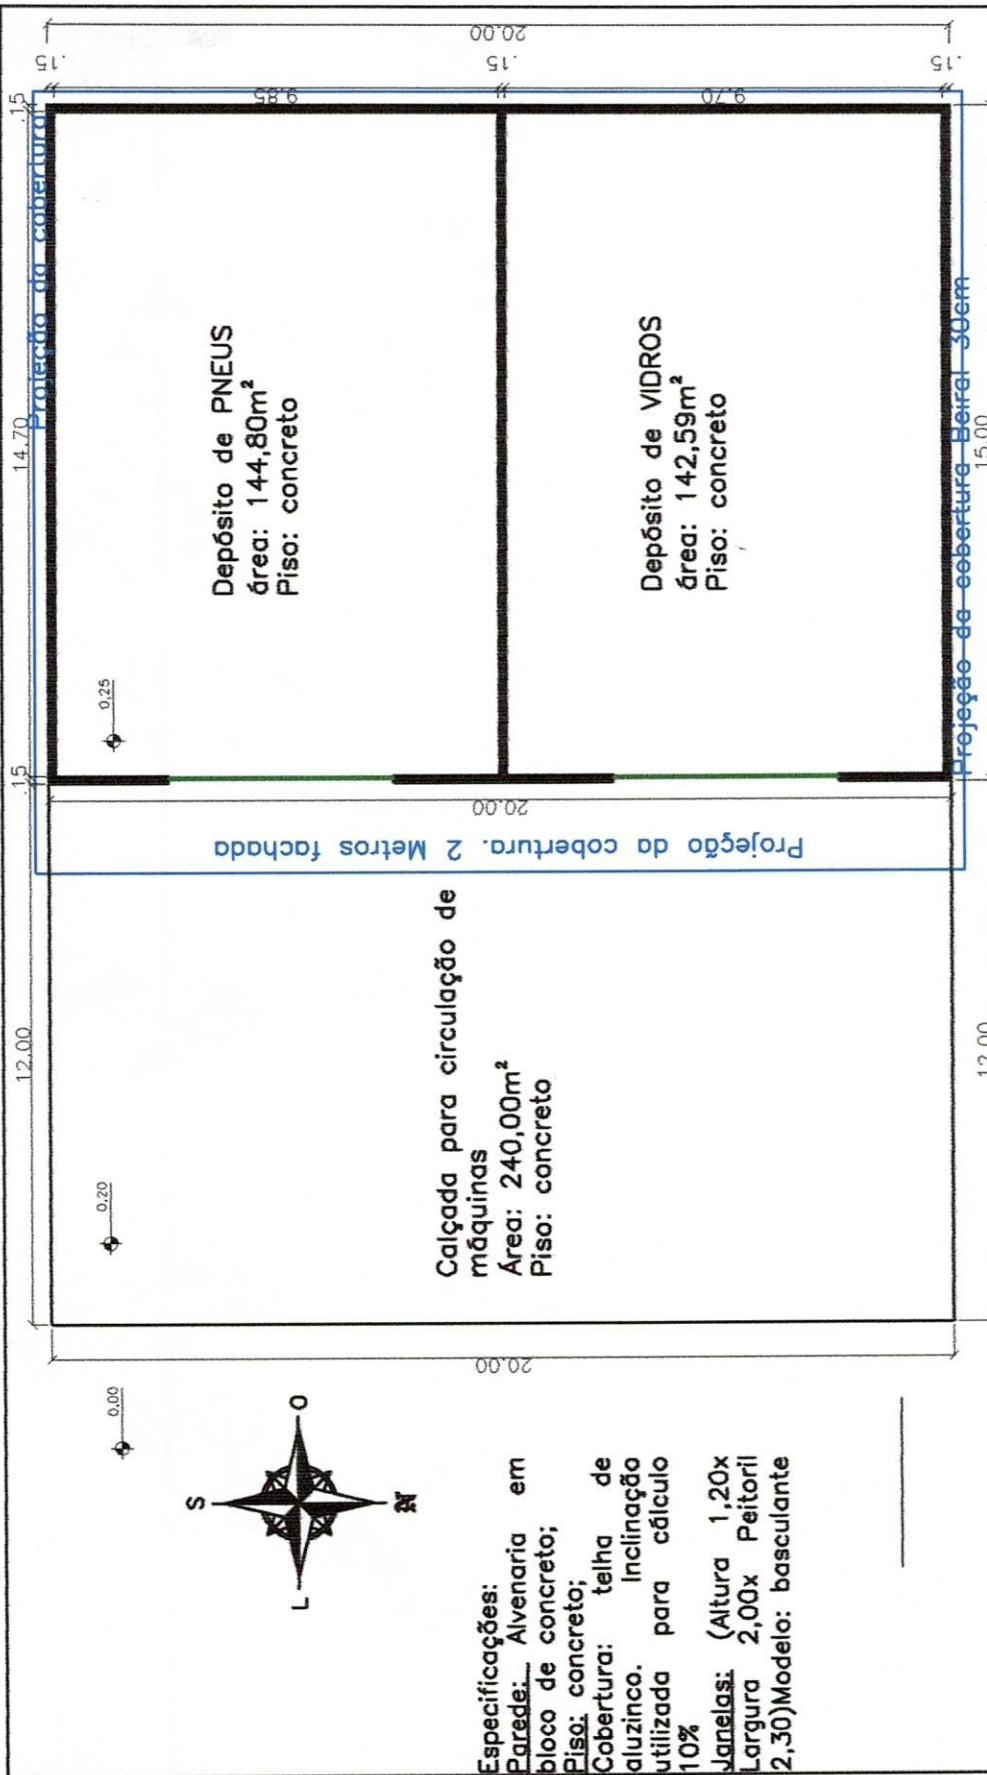 20.00
.15
.15
.15
9.85
9.70
.15
14.70
.15
12.00
Projeção da cobertura
Depósito de PNEUS
área: 144,80m²
Piso: concreto
Depósito de VIDROS
área: 142,59m²
Piso: concreto
0,25
20.00
Projeção da cobertura. 2 Metros fachada
Projeção da cobertura Beiral 30cm
15.00
12.00
Calçada para circulação de
máquinas
Área: 240,00m²
Piso: concreto
0,20
20.00
0,00
S
O
L
N
Especificações:
Parede: Alvenaria em
bloco de concreto;
Piso: concreto;
Cobertura: telha de
aluzinco. Inclinação
utilizada para cálculo
10%
Janelas: (Altura 1,20x
Largura 2,00x Peitoril
2,30)Modelo: basculante